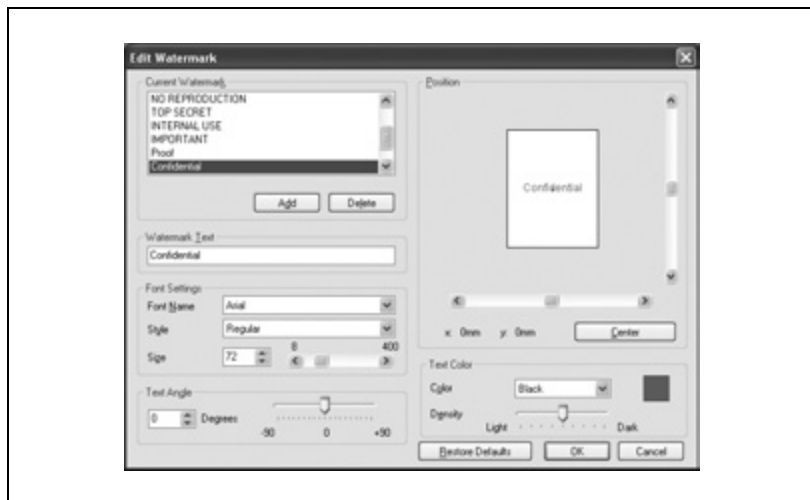 Edit Watermark
Current Watermark
NO REPRODUCTION
TOP SECRET
INTERNAL USE
IMPORTANT
Proof
Confidential
Add
Delete
Watermark Text
Confidential
Font Settings
Font Name
Arial
Style
Regular
Size
72
8
400
Text Angle
0
Degrees
-90
0
+90
Position
Confidential
x: 0mm y: 0mm
Center
Text Color
Color
Black
Density
Light
Dark
Restore Defaults
OK
Cancel